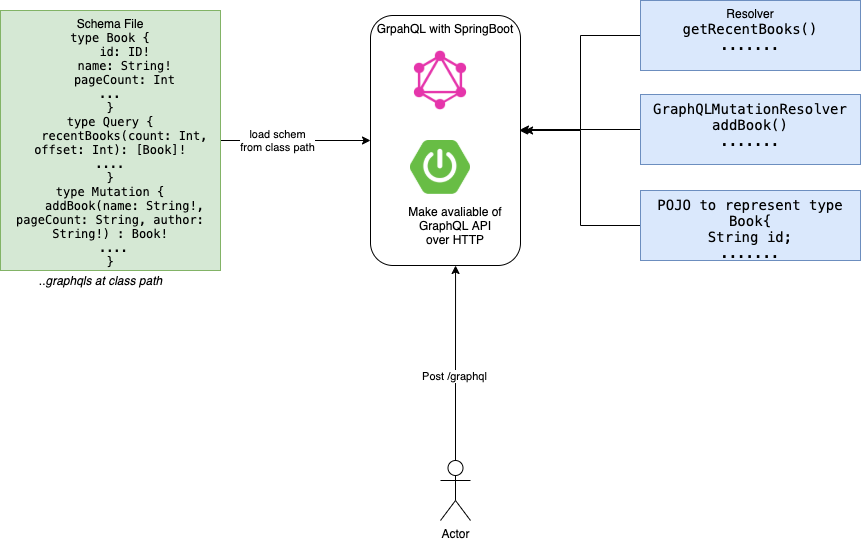 Schema File
type Book {
id: ID!
name: String!
pageCount: Int
...
}
type Query {
recentBooks(count: Int,
offset: Int): [Book]!
....
}
type Mutation {
addBook(name: String!,
pageCount: String, author:
String!) : Book!
....
}
..graphqls at class path
load schem
from class path
GrpahQL with SpringBoot
Make avaliable of
GraphQL API
over HTTP
Resolver
getRecentBooks()
.......
GraphQLMutationResolver
addBook()
.......
POJO to represent type
Book{
String id;
.......
Post /graphql
Actor